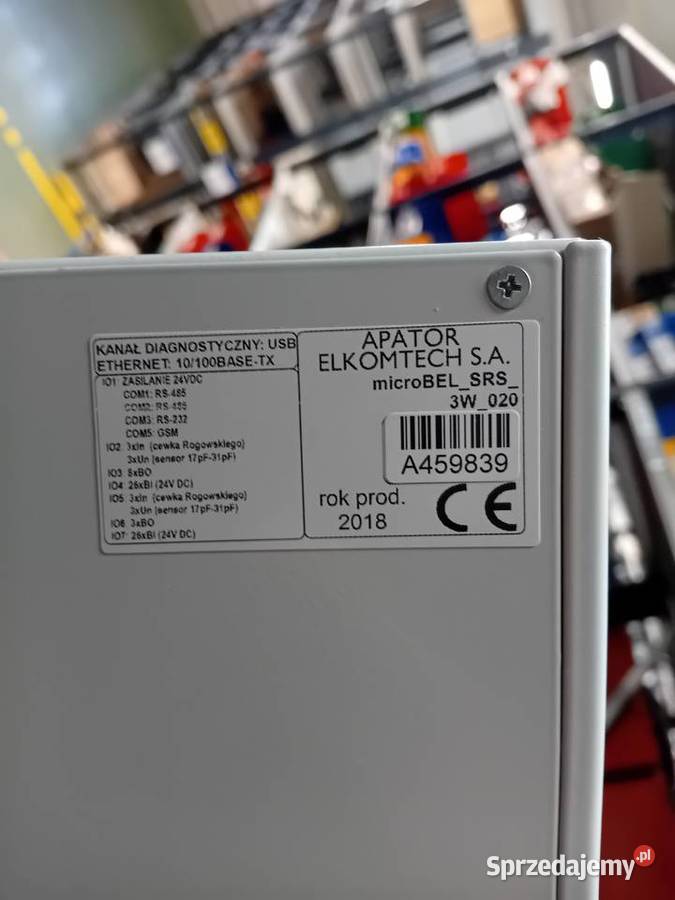 KANAŁ DIAGNOSTYCZNY: USB
ETHERNET: 10/100BASE-TX
IO1 ZASILANIE 24VDC
COM1: RS-485
COM2: RS-485
COM3: RS-232
COM5: GSM
IO2 3xIn (cewka Rogowskiego)
3xUn (sensor 17pF-31pF)
IO3 8xBO
IO4 26xBI (24V DC)
IO5 3xIn (cewka Rogowskiego)
3xUn (sensor 17pF-31pF)
IO6 3xBO
IO7: 26xBI (24V DC)
APATOR
ELKOMTECH S.A.
microBEL_SRS_
3W_020
A459839
rok prod.
2018
CE
Sprzedajemy.pl